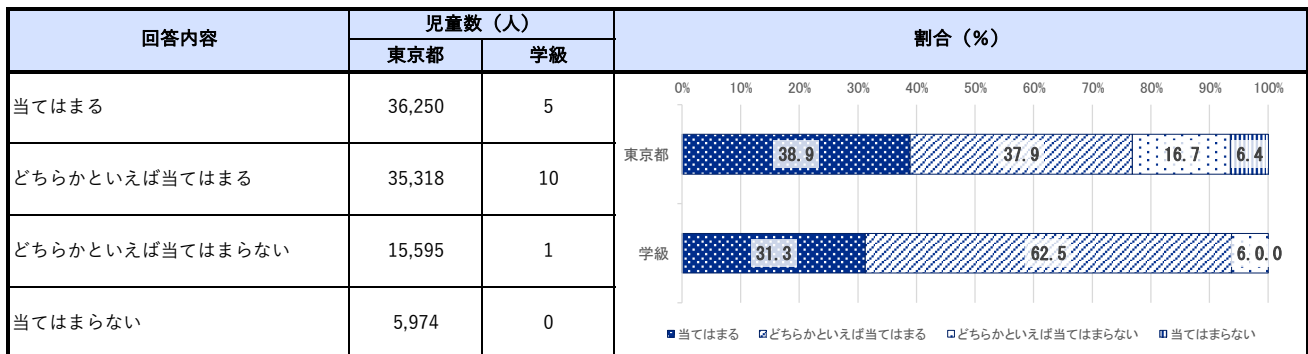 回答内容 児童数（人） 割合（％）
東京都 学級
当てはまる 36,250 5
どちらかといえば当てはまる 35,318 10
どちらかといえば当てはまらない 15,595 1
当てはまらない 5,974 0
0% 10% 20% 30% 40% 50% 60% 70% 80% 90% 100%
東京都 38.9 37.9 16.7 6.4
学級 31.3 62.5 6. 0.0
当てはまる どちらかといえば当てはまる どちらかといえば当てはまらない 当てはまらない